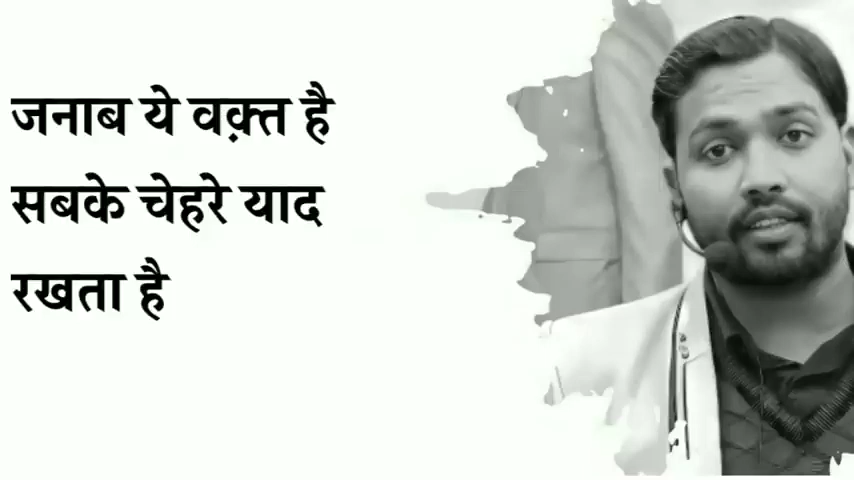 जनाब ये वक़्त है
सबके चेहरे याद
रखता है